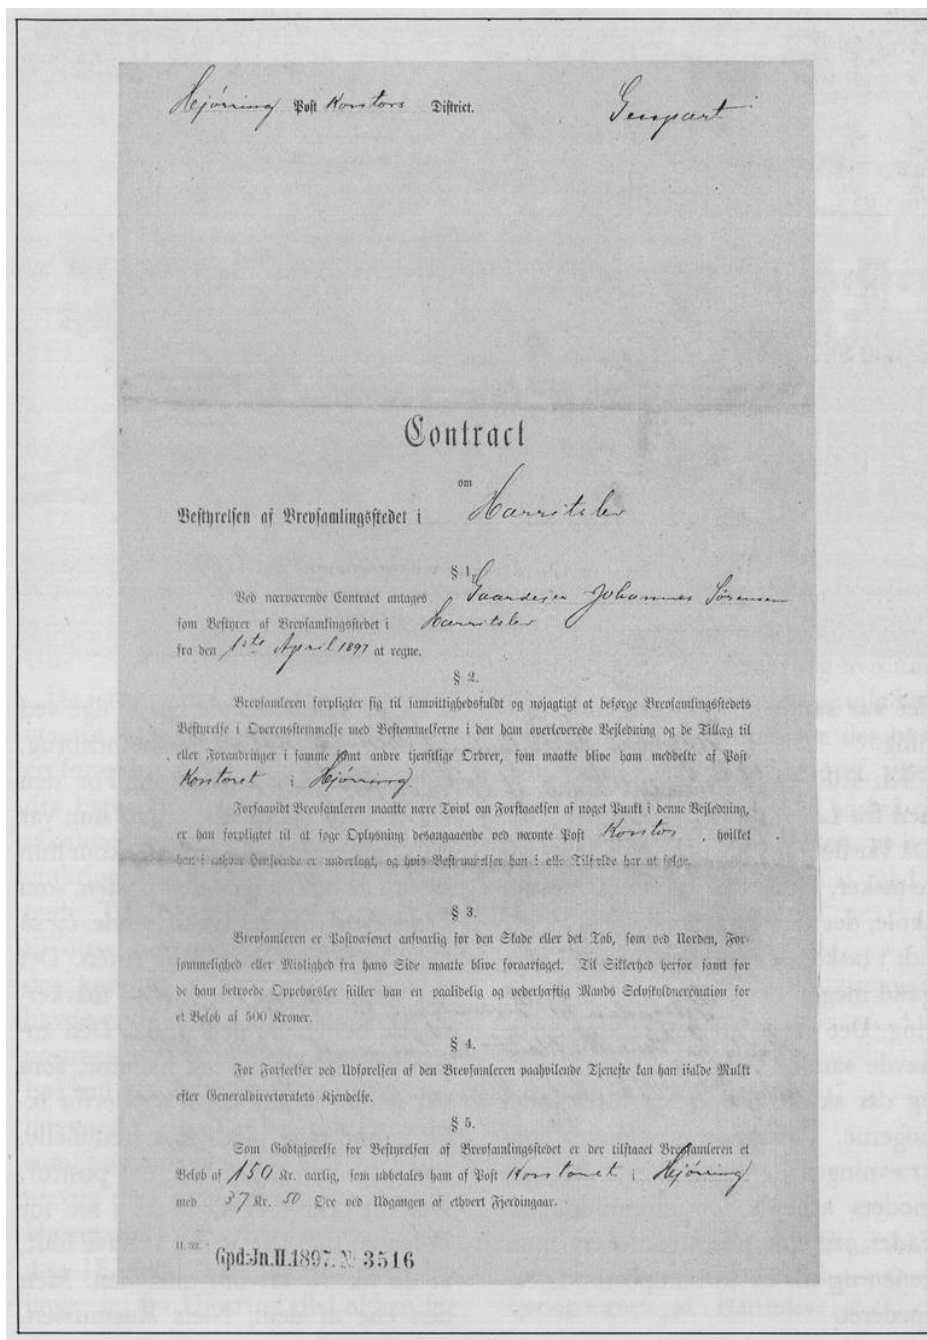 Hjørring Post Kontors District.
Genpart
Contract
om
Bestyrelsen af Brevsamlingsstedet i Harritslev
§ 1.
Ved nærværende Contract antages Gaardejer Johannes Sørensen
som Bestyrer af Brevsamlingsstedet i Harritslev
fra den 1ste April 1897 at regne.
§ 2.
Brevsamleren forpligter sig til samvittighedsfuldt og nøjagtigt at besørge Brevsamlingsstedets
Bestyrelse i Overensstemmelse med Bestemmelserne i den ham overleverede Vejledning og de Tillæg til
eller Forandringer i samme samt andre tjenstlige Ordrer, som maatte blive ham meddelte af Post-
Kontoret i Hjørring.
Forsaavidt Brevsamleren maatte nære Tvivl om Forstaaelsen af noget Punkt i denne Vejledning,
er han forpligtet til at søge Oplysning desangaaende ved nævnte Post Kontor, hvilket
han i enhver Henseende er underlagt, og hvis Bestemmelser han i alle Tilfælde har at følge.
§ 3.
Brevsamleren er Postvæsenet ansvarlig for den Skade eller det Tab, som ved Uorden, For-
sømmelighed eller Mislighed fra hans Side maatte blive foraarsaget. Til Sikkerhed herfor samt for
de ham betroede Oppebørsler stiller han en paalidelig og vederhæftig Mands Selvskyldnercaution for
et Beløb af 500 Kroner.
§ 4.
For Forseelser ved Udførelsen af den Brevsamleren paahvilende Tjeneste kan han ifalde Mulkt
efter Generaldirectoratets Kjendelse.
§ 5.
Som Godtgjørelse for Bestyrelsen af Brevsamlingsstedet er der tilstaaet Brevsamleren et
Beløb af 150 Kr. aarlig, som udbetales ham af Post Kontoret i Hjørring
med 37 Kr. 50 Øre ved Udgangen af ethvert Fjerdingaar.
Gpd:Jn.II.1897. № 3516